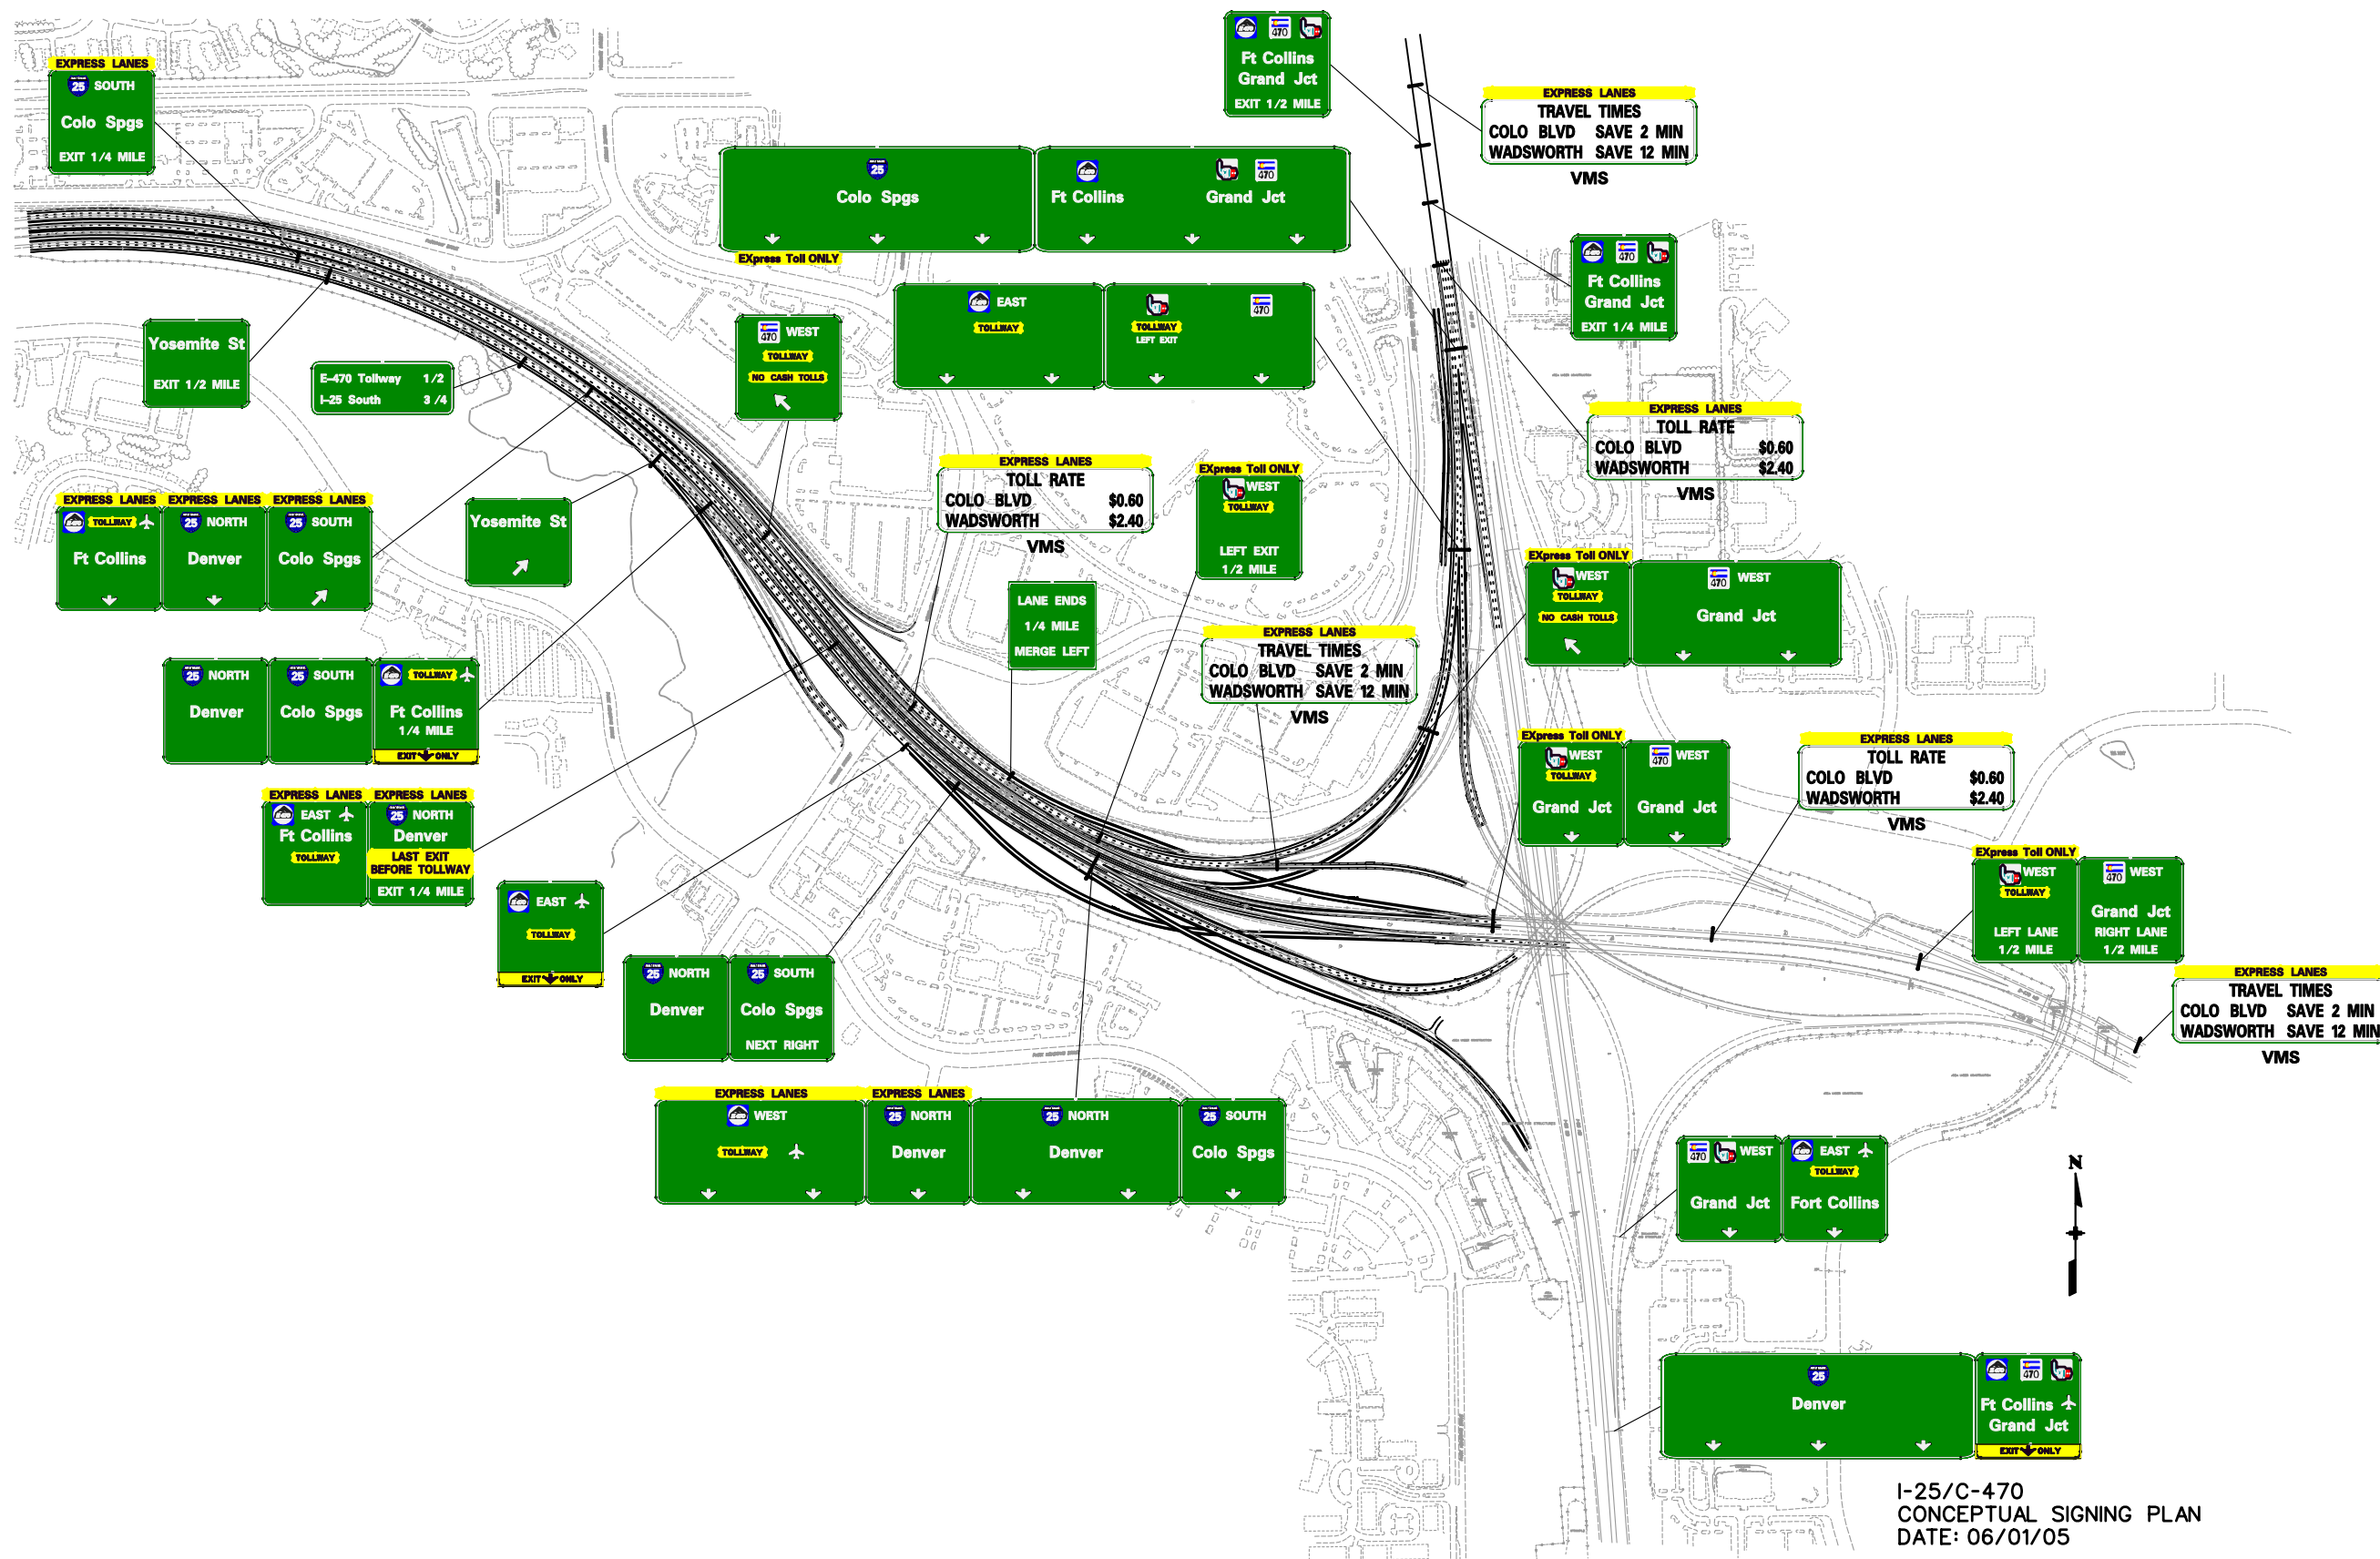 EXPRESS LANES
25 SOUTH
Colo Spgs
EXIT 1/4 MILE
470
Ft Collins
Grand Jct
EXIT 1/2 MILE
EXPRESS LANES
TRAVEL TIMES
COLO BLVD SAVE 2 MIN
WADSWORTH SAVE 12 MIN
VMS
25
Colo Spgs
EXpress Toll ONLY
470
Ft Collins Grand Jct
470
Ft Collins
Grand Jct
EXIT 1/4 MILE
EAST
TOLLWAY
470
TOLLWAY
LEFT EXIT
Yosemite St
EXIT 1/2 MILE
E-470 Tollway 1/2
I-25 South 3/4
470 WEST
TOLLWAY
NO CASH TOLLS
EXPRESS LANES
TOLL RATE
COLO BLVD $0.60
WADSWORTH $2.40
VMS
EXPRESS LANES
TOLL RATE
COLO BLVD $0.60
WADSWORTH $2.40
VMS
EXpress Toll ONLY
WEST
TOLLWAY
LEFT EXIT
1/2 MILE
EXPRESS LANES EXPRESS LANES EXPRESS LANES
TOLLWAY 25 NORTH 25 SOUTH
Ft Collins Denver Colo Spgs
Yosemite St
EXpress Toll ONLY
WEST
TOLLWAY
NO CASH TOLLS
470 WEST
Grand Jct
LANE ENDS
1/4 MILE
MERGE LEFT
EXPRESS LANES
TRAVEL TIMES
COLO BLVD SAVE 2 MIN
WADSWORTH SAVE 12 MIN
VMS
25 NORTH 25 SOUTH TOLLWAY
Denver Colo Spgs Ft Collins
1/4 MILE
EXIT ONLY
EXpress Toll ONLY
WEST
TOLLWAY
Grand Jct
470 WEST
Grand Jct
EXPRESS LANES
TOLL RATE
COLO BLVD $0.60
WADSWORTH $2.40
VMS
EXPRESS LANES EXPRESS LANES
EAST 25 NORTH
Ft Collins Denver
TOLLWAY LAST EXIT
BEFORE TOLLWAY
EXIT 1/4 MILE
EXpress Toll ONLY
WEST
TOLLWAY
LEFT LANE
1/2 MILE
470 WEST
Grand Jct
RIGHT LANE
1/2 MILE
EAST
TOLLWAY
EXIT ONLY
25 NORTH 25 SOUTH
Denver Colo Spgs
NEXT RIGHT
EXPRESS LANES
TRAVEL TIMES
COLO BLVD SAVE 2 MIN
WADSWORTH SAVE 12 MIN
VMS
EXPRESS LANES EXPRESS LANES
WEST 25 NORTH 25 NORTH 25 SOUTH
TOLLWAY Denver Denver Colo Spgs
470 WEST EAST
TOLLWAY
Grand Jct Fort Collins
N
25
Denver
470
Ft Collins
Grand Jct
EXIT ONLY
I-25/C-470
CONCEPTUAL SIGNING PLAN
DATE: 06/01/05